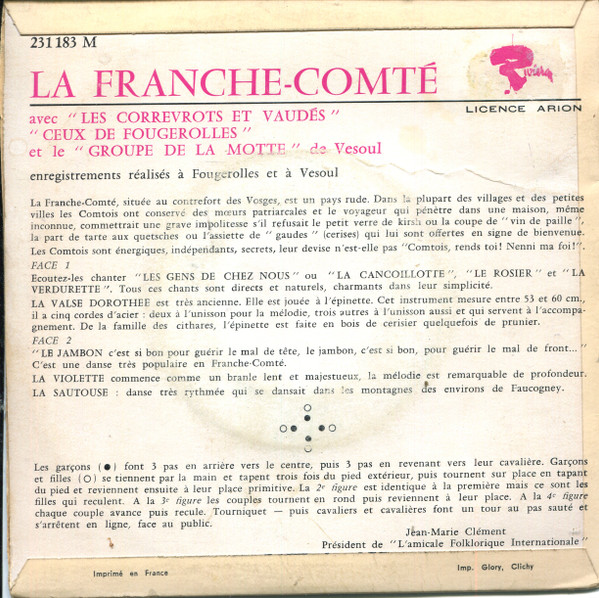 231 183 M
Riviera
LA FRANCHE-COMTÉ
LICENCE ARION
avec "LES CORREVROTS ET VAUDÉS"
"CEUX DE FOUGEROLLES"
et le "GROUPE DE LA MOTTE" de Vesoul
enregistrements réalisés à Fougerolles et à Vesoul
La Franche-Comté, située au contrefort des Vosges, est un pays rude. Dans la plupart des villages et des petites
villes les Comtois ont conservé des mœurs patriarcales et le voyageur qui pénètre dans une maison, même
inconnue, commettrait une grave impolitesse s'il refusait le petit verre de kirsh ou la coupe de "vin de paille",
la part de tarte aux quetsches ou l'assiette de "gaudes" (cerises) qui lui sont offertes en signe de bienvenue.
Les Comtois sont énergiques, indépendants, secrets, leur devise n'est-elle pas "Comtois, rends toi! Nenni ma foi!".
FACE 1
Ecoutez-les chanter "LES GENS DE CHEZ NOUS" ou "LA CANCOILLOTTE", "LE ROSIER" et "LA
VERDURETTE". Tous ces chants sont directs et naturels, charmants dans leur simplicité.
LA VALSE DOROTHEE est très ancienne. Elle est jouée à l'épinette. Cet instrument mesure entre 53 et 60 cm.,
il a cinq cordes d'acier : deux à l'unisson pour la mélodie, trois autres à l'unisson aussi et qui servent à l'accompa-
gnement. De la famille des cithares, l'épinette est faite en bois de cerisier quelquefois de prunier.
FACE 2
"LE JAMBON c'est si bon pour guérir le mal de tête, le jambon, c'est si bon, pour guérir le mal de front..."
C'est une danse très populaire en Franche-Comté.
LA VIOLETTE commence comme un branle lent et majestueux, la mélodie est remarquable de profondeur.
LA SAUTOUSE : danse très rythmée qui se dansait dans les montagnes des environs de Faucogney.
Les garçons (●) font 3 pas en arrière vers le centre, puis 3 pas en revenant vers leur cavalière. Garçons
et filles (○) se tiennent par la main et tapent trois fois du pied extérieur, puis tournent sur place en tapant
du pied et reviennent ensuite à leur place primitive. La 2e figure est identique à la première mais ce sont les
filles qui reculent. A la 3e figure les couples tournent en rond puis reviennent à leur place. A la 4e figure
chaque couple avance puis recule. Tourniquet — puis cavaliers et cavalières font un tour au pas sauté et
s'arrêtent en ligne, face au public.
Jean-Marie Clément
Président de "L'amicale Folklorique Internationale"
Imprimé en France
Imp. Glory, Clichy